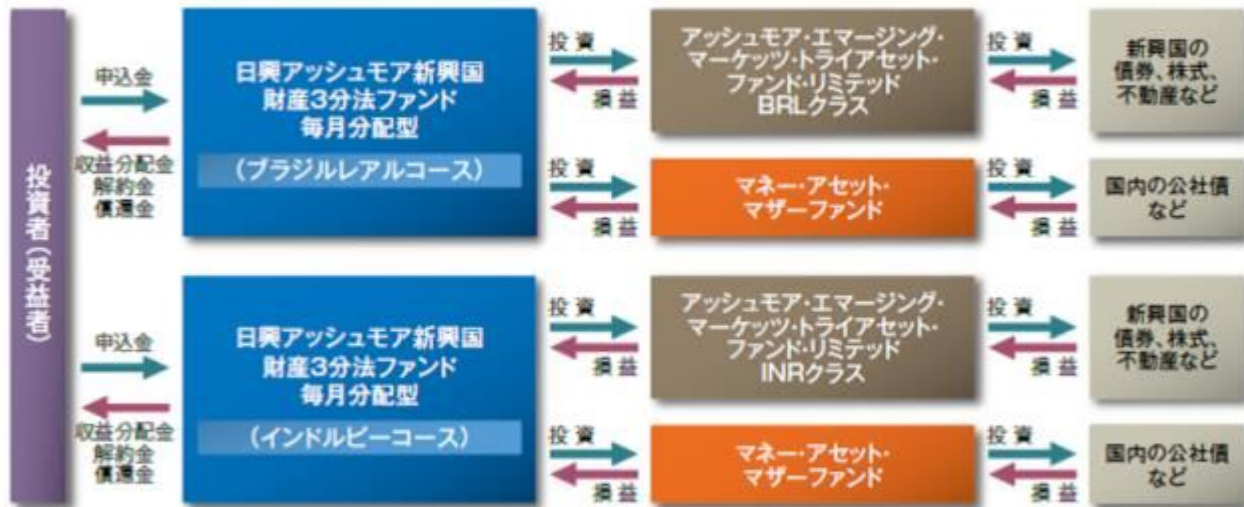 投資者(受益者)
申込金
収益分配金
解約金
償還金
日興アッシュモア新興国
財産3分法ファンド
毎月分配型
(ブラジルレアルコース)
投資
損益
アッシュモア・エマージング・
マーケッツ・トライアセット・
ファンド・リミテッド
BRLクラス
投資
損益
新興国の
債券、株式、
不動産など
投資
損益
マネー・アセット・
マザーファンド
投資
損益
国内の公社債
など
申込金
収益分配金
解約金
償還金
日興アッシュモア新興国
財産3分法ファンド
毎月分配型
(インドルピーコース)
投資
損益
アッシュモア・エマージング・
マーケッツ・トライアセット・
ファンド・リミテッド
INRクラス
投資
損益
新興国の
債券、株式、
不動産など
投資
損益
マネー・アセット・
マザーファンド
投資
損益
国内の公社債
など